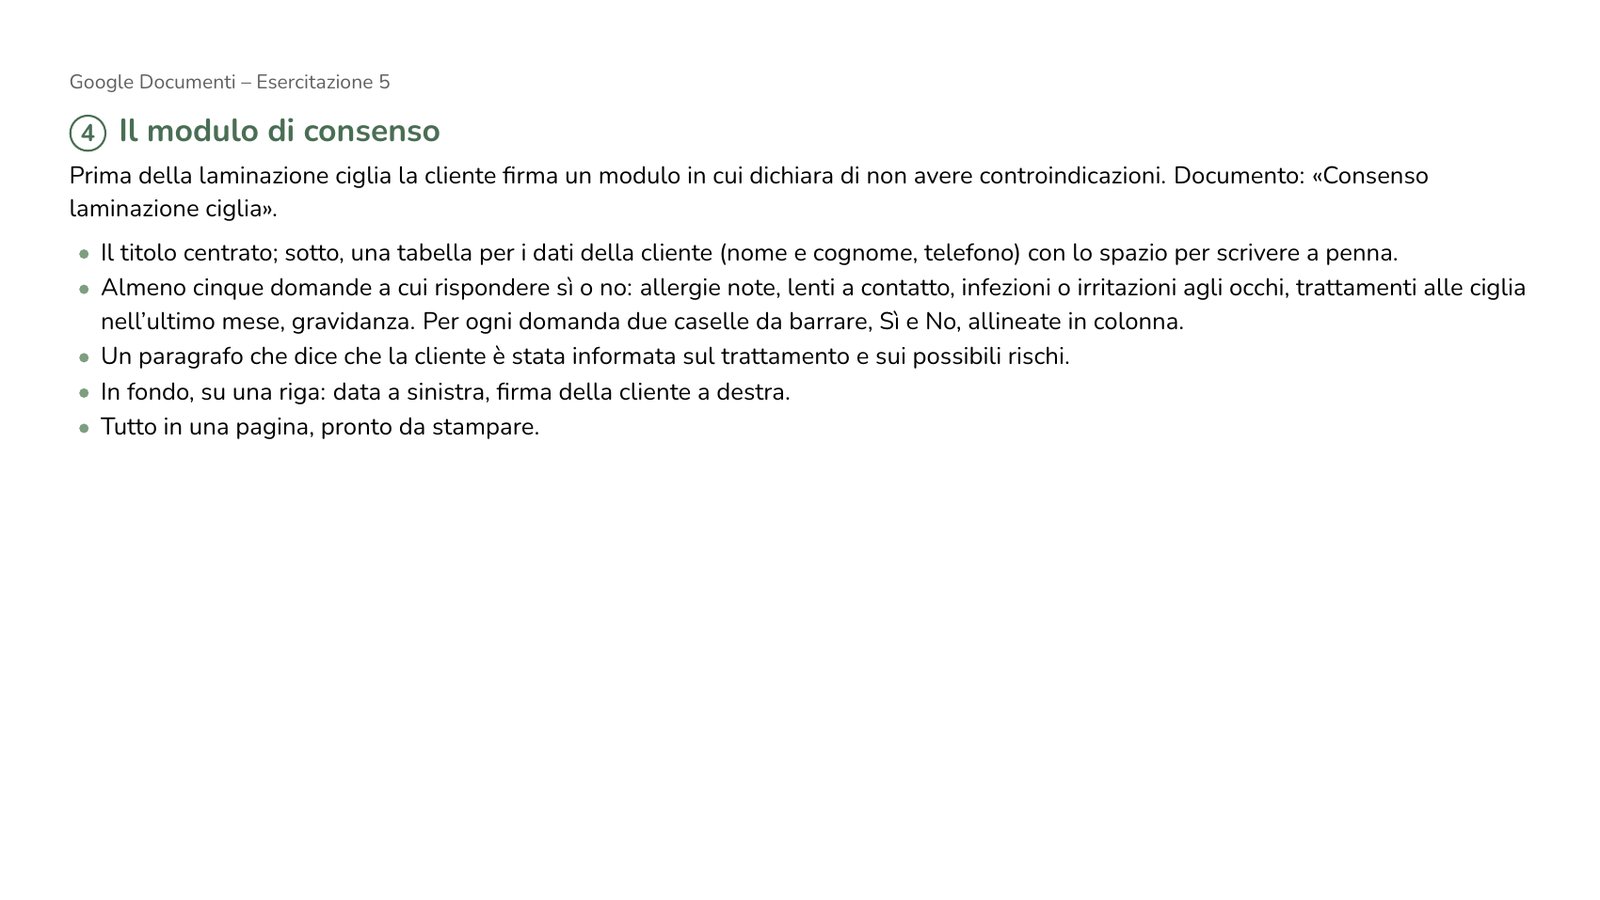 Google Documenti – Esercitazione 5
4 Il modulo di consenso
Prima della laminazione ciglia la cliente firma un modulo in cui dichiara di non avere controindicazioni. Documento: «Consenso
laminazione ciglia».
• Il titolo centrato; sotto, una tabella per i dati della cliente (nome e cognome, telefono) con lo spazio per scrivere a penna.
• Almeno cinque domande a cui rispondere sì o no: allergie note, lenti a contatto, infezioni o irritazioni agli occhi, trattamenti alle ciglia
nell’ultimo mese, gravidanza. Per ogni domanda due caselle da barrare, Sì e No, allineate in colonna.
• Un paragrafo che dice che la cliente è stata informata sul trattamento e sui possibili rischi.
• In fondo, su una riga: data a sinistra, firma della cliente a destra.
• Tutto in una pagina, pronto da stampare.